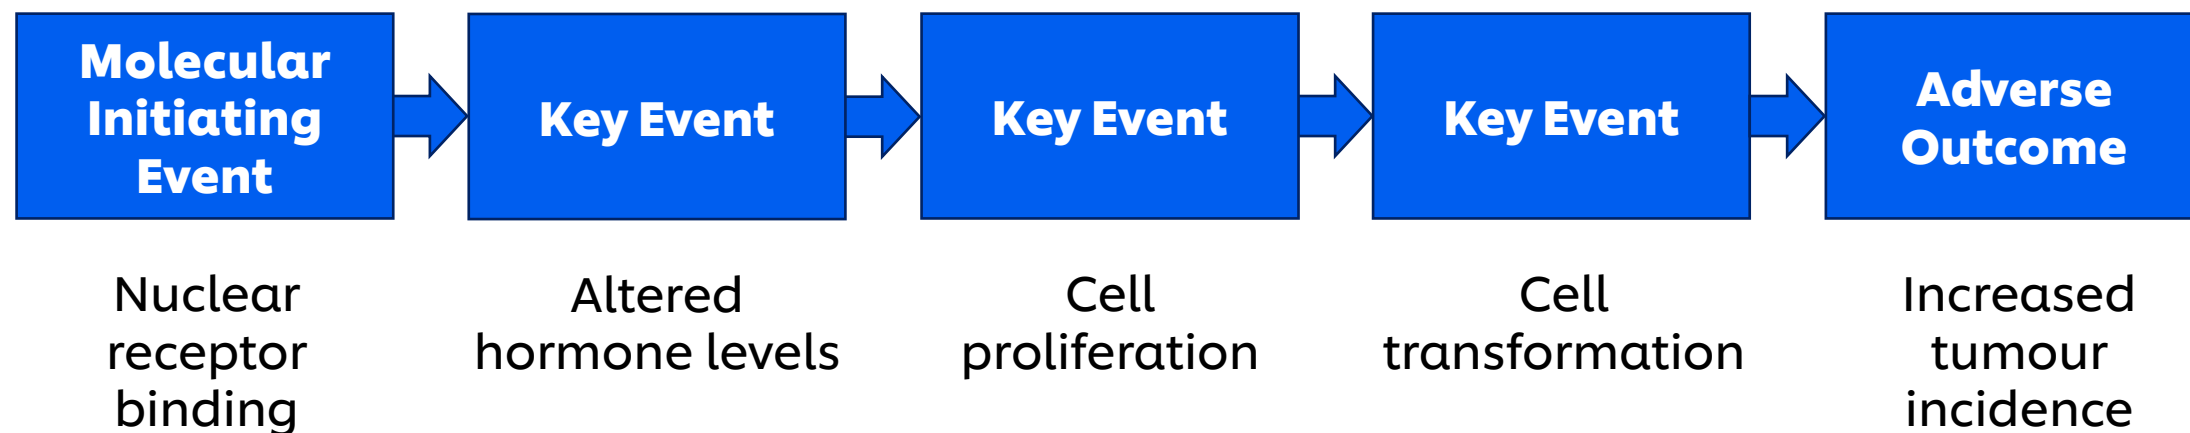 Molecular
Initiating
Event
Key Event
Key Event
Key Event
Adverse
Outcome
Nuclear
receptor
binding
Altered
hormone levels
Cell
proliferation
Cell
transformation
Increased
tumour
incidence